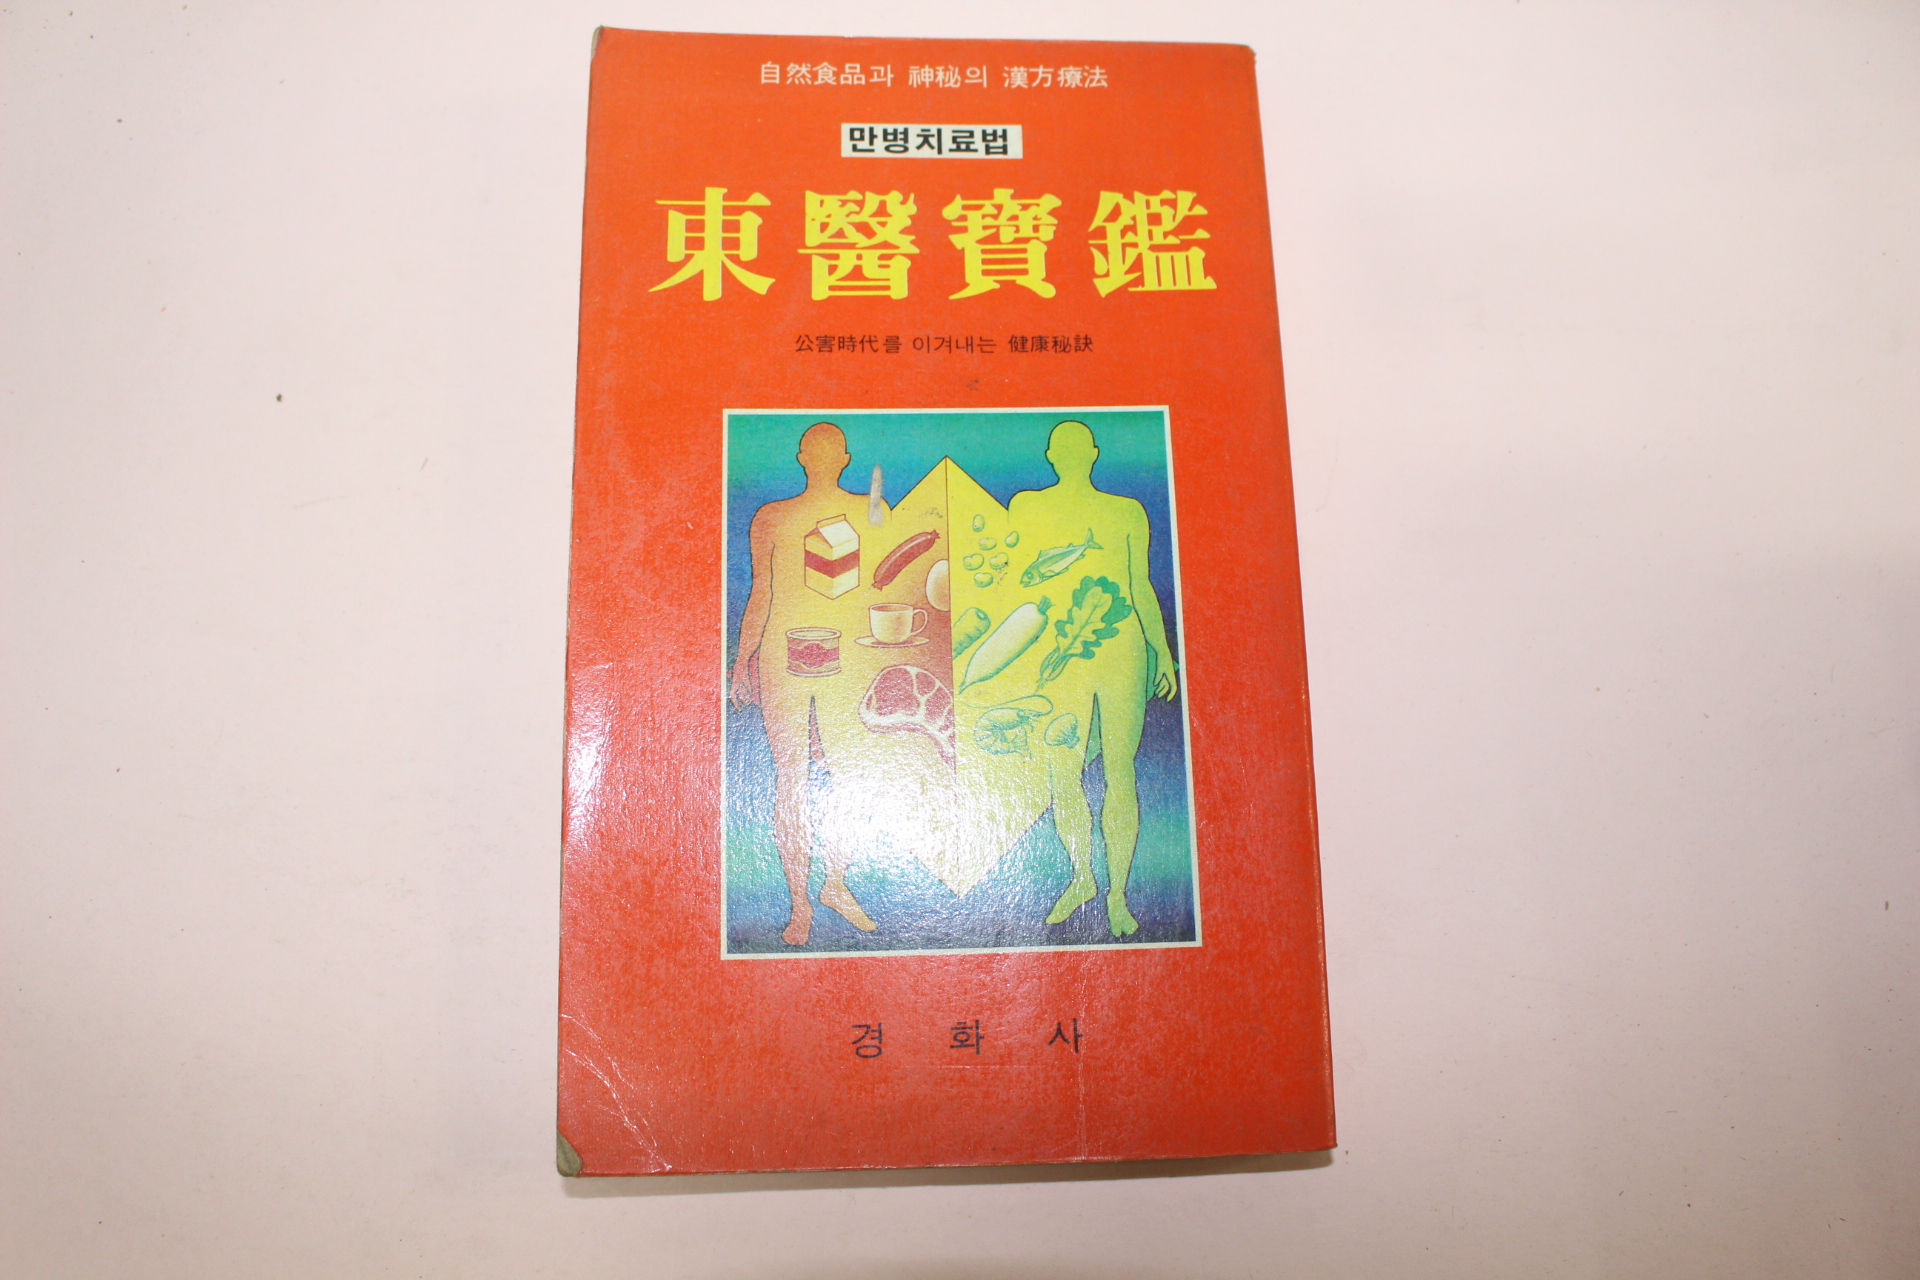 自然食品과 神秘의 漢方療法
만병치료법
東醫寶鑑
公害時代를 이겨내는 健康秘訣
경 화 사